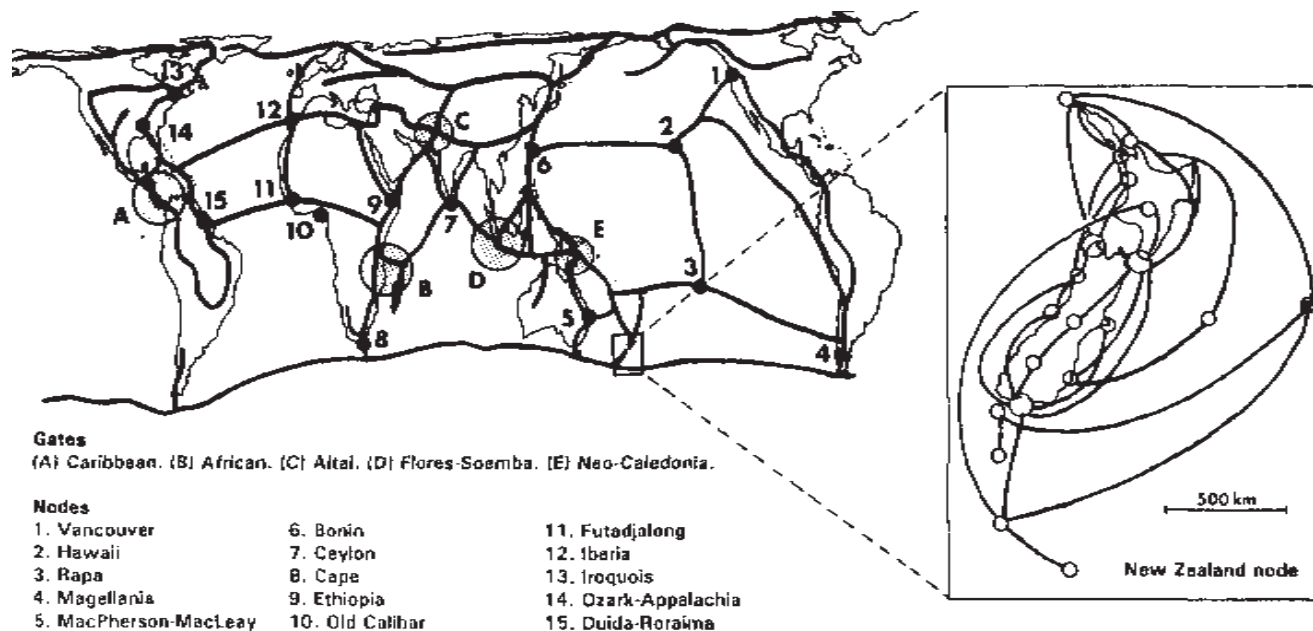 13
1
12
C
14
2
6
15
11
9
7
A
10
E
D
B
3
5
8
4
Gates
(A) Caribbean. (B) African. (C) Altai. (D) Flores-Soemba. (E) Neo-Caledonia.
Nodes
1. Vancouver
2. Hawaii
3. Rapa
4. Magellania
5. MacPherson-MacLeay
6. Bonin
7. Ceylon
8. Cape
9. Ethiopia
10. Old Calibar
11. Futadjalong
12. Iberia
13. Iroquois
14. Ozark-Appalachia
15. Duida-Roraima
500 km
New Zealand node